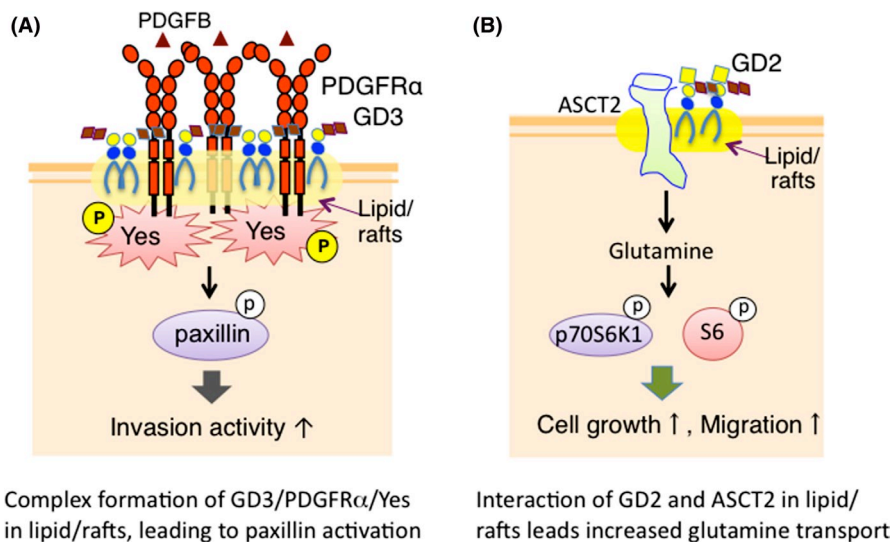 (A)
PDGFB
PDGFRα
GD3
Lipid/
rafts
P
Yes
Yes
P
p
paxillin
Invasion activity ↑
Complex formation of GD3/PDGFRα/Yes
in lipid/rafts, leading to paxillin activation
(B)
GD2
ASCT2
Lipid/
rafts
Glutamine
p
p
p70S6K1
S6
Cell growth ↑ , Migration ↑
Interaction of GD2 and ASCT2 in lipid/
rafts leads increased glutamine transport